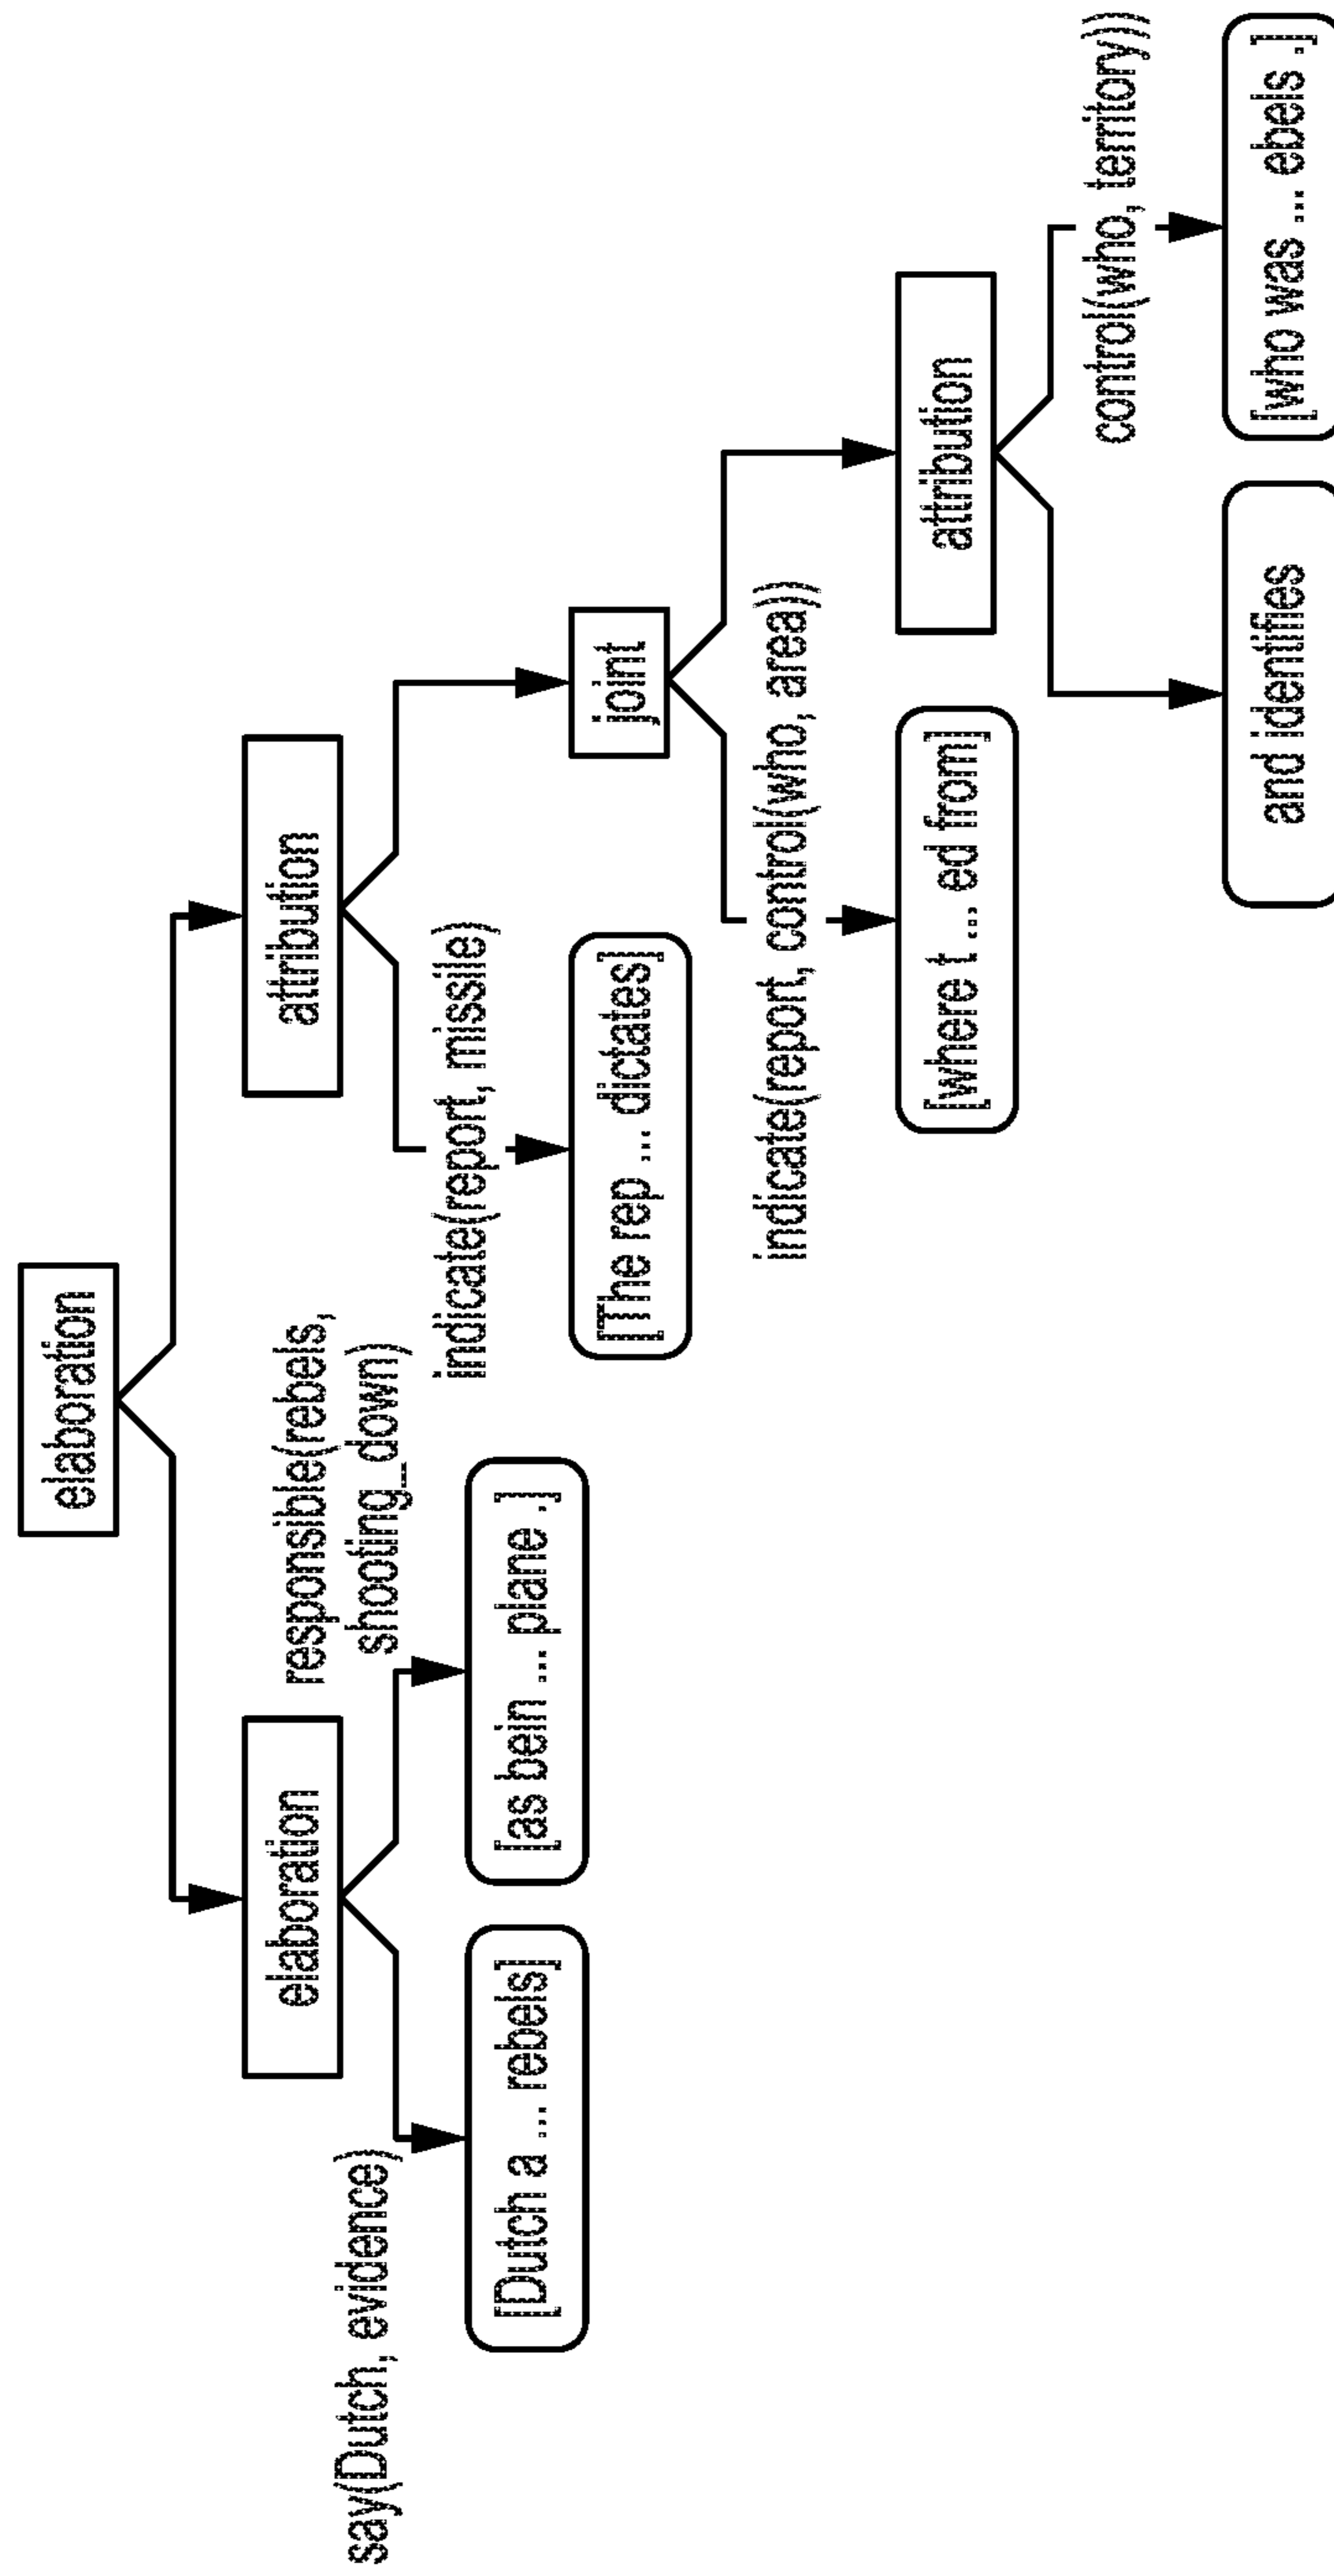 elaboration
elaboration
attribution
say(Dutch, evidence)
responsible(rebels,
shooting_down)
indicate(report, missile)
[Dutch a ... rebels]
[as bein ... plane ,]
[The rep ... dictates]
joint
indicate(report, control(who, area))
[where t ... ed from]
attribution
control(who, territory))
and identifies
[who was ... ebels .]